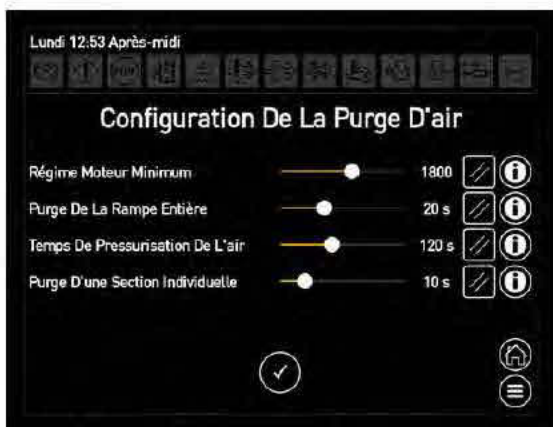 Lundi 12:53 Après-midi
Configuration De La Purge D'air
Régime Moteur Minimum 1800
Purge De La Rampe Entière 20 s
Temps De Pressurisation De L'air 120 s
Purge D'une Section Individuelle 10 s